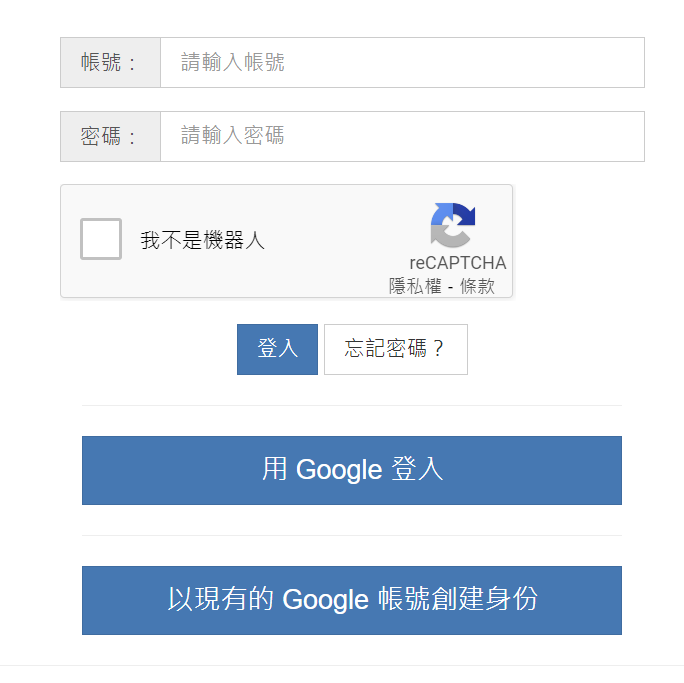 帳號： 請輸入帳號
密碼： 請輸入密碼
我不是機器人
reCAPTCHA
隱私權 - 條款
登入 忘記密碼？
用 Google 登入
以現有的 Google 帳號創建身份